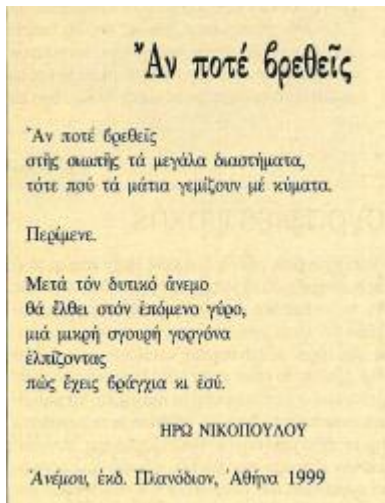 Ἄν ποτέ βρεθεῖς
Ἄν ποτέ βρεθεῖς
στῆς σιωπῆς τά μεγάλα διαστήματα,
τότε πού τά μάτια γεμίζουν μέ κύματα.
Περίμενε.
Μετά τόν δυτικό ἄνεμο
θά ἔλθει στόν ἑπόμενο γύρο,
μιά μικρή σγουρή γοργόνα
ἐλπίζοντας
πώς ἔχεις βράγχια κι ἐσύ.
ΗΡΩ ΝΙΚΟΠΟΥΛΟΥ
Ἀνέμου, ἐκδ. Πλανόδιον, Ἀθήνα 1999